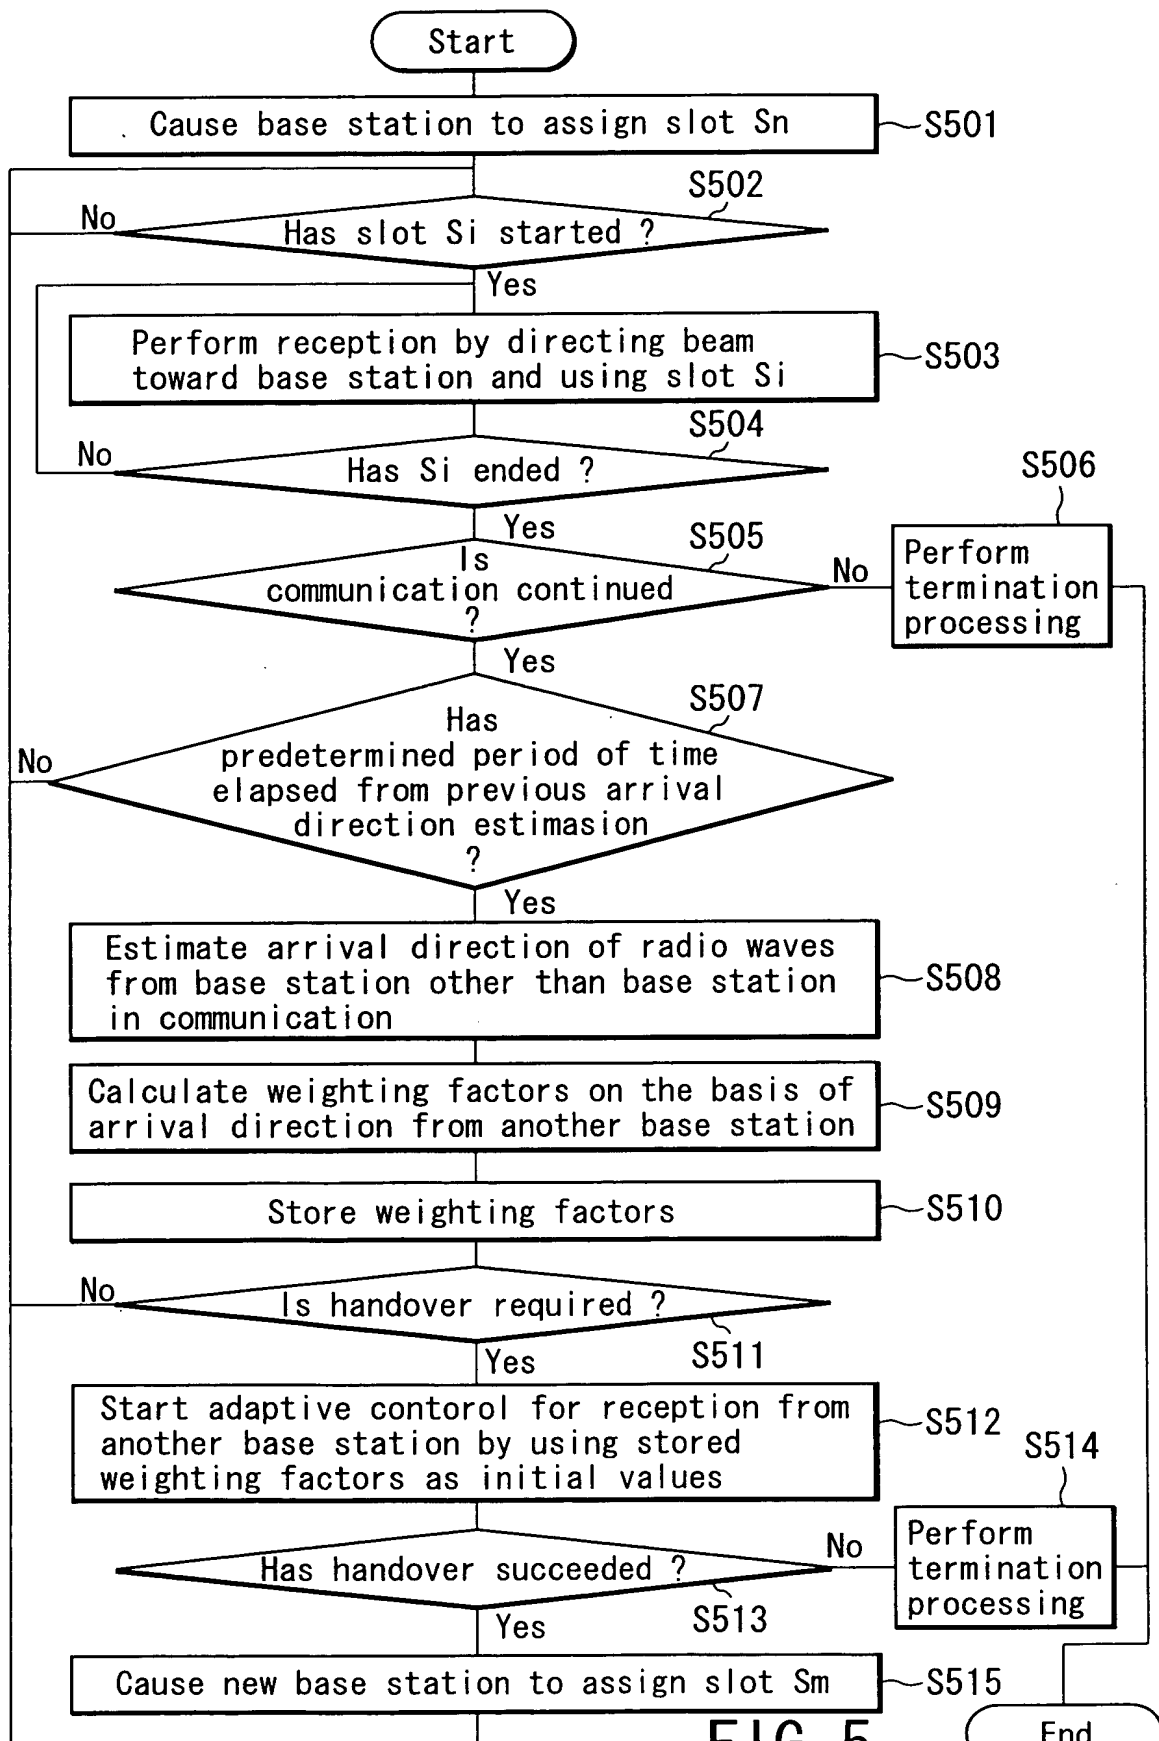 Start
Cause base station to assign slot Sn
S501
S502
No
Has slot Si started ?
Yes
Perform reception by directing beam
toward base station and using slot Si
S503
S504
No
Has Si ended ?
Yes
S505
Is
communication continued
?
No
S506
Perform
termination
processing
Yes
S507
Has
predetermined period of time
elapsed from previous arrival
direction estimasion
?
No
Yes
Estimate arrival direction of radio waves
from base station other than base station
in communication
S508
Calculate weighting factors on the basis of
arrival direction from another base station
S509
Store weighting factors
S510
No
Is handover required ?
S511
Yes
Start adaptive contorol for reception from
another base station by using stored
weighting factors as initial values
S512
S514
Has handover succeeded ?
No
Perform
termination
processing
S513
Yes
Cause new base station to assign slot Sm
S515
FIG. 5
End